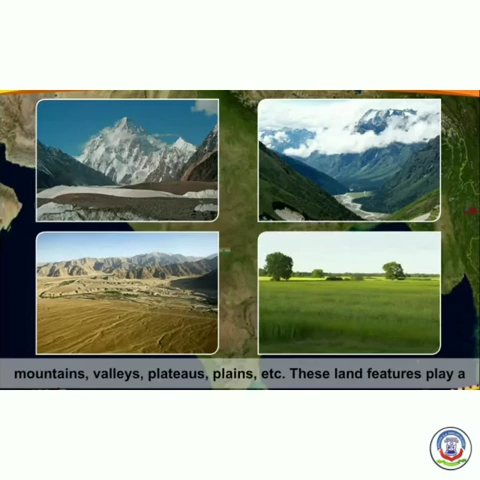 mountains, valleys, plateaus, plains, etc. These land features play a